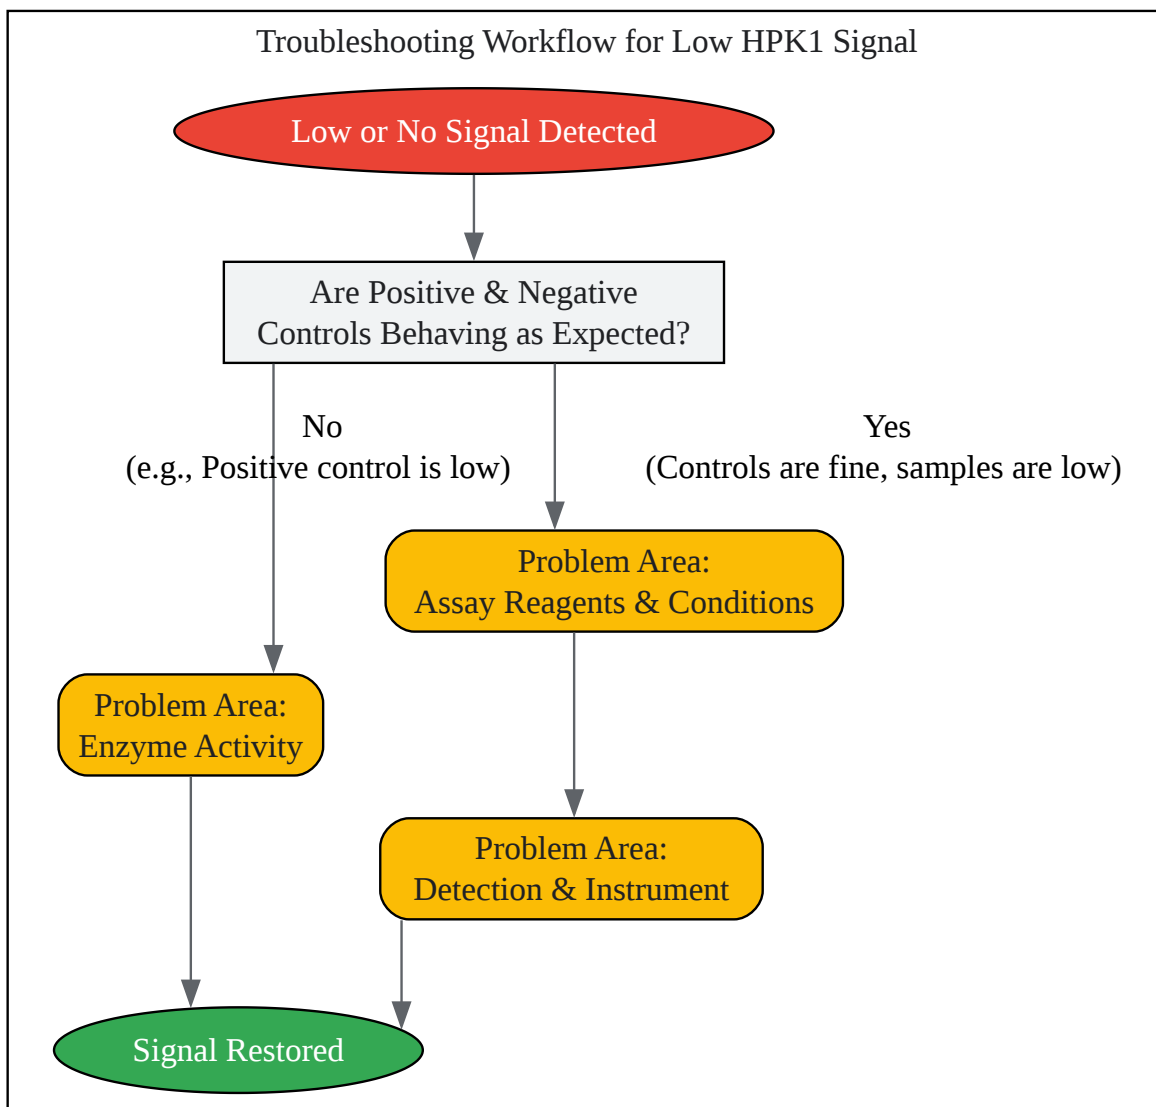 Troubleshooting Workflow for Low HPK1 Signal
Low or No Signal Detected
Are Positive & Negative
Controls Behaving as Expected?
No
(e.g., Positive control is low)
Yes
(Controls are fine, samples are low)
Problem Area:
Assay Reagents & Conditions
Problem Area:
Enzyme Activity
Problem Area:
Detection & Instrument
Signal Restored